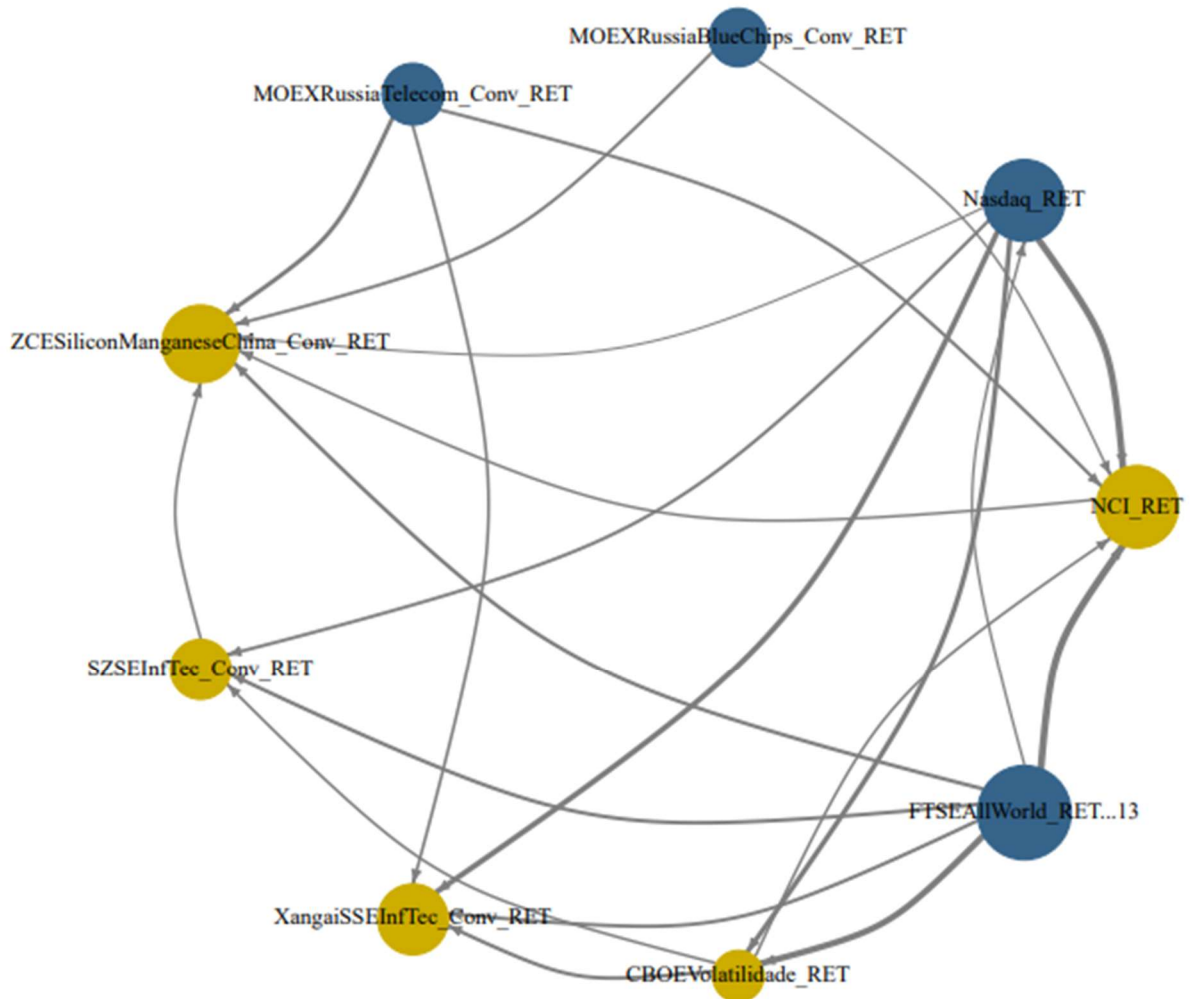 MOEXRussiaBlueChips_Conv_RET
MOEXRussiaTelecom_Conv_RET
Nasdaq_RET
ZCESiliconManganeseChina_Conv_RET
NCI_RET
SZSEInfTec_Conv_RET
FTSEAllWorld_RET...13
XangaiSSEInfTec_Conv_RET
CBOEVolatilidade_RET